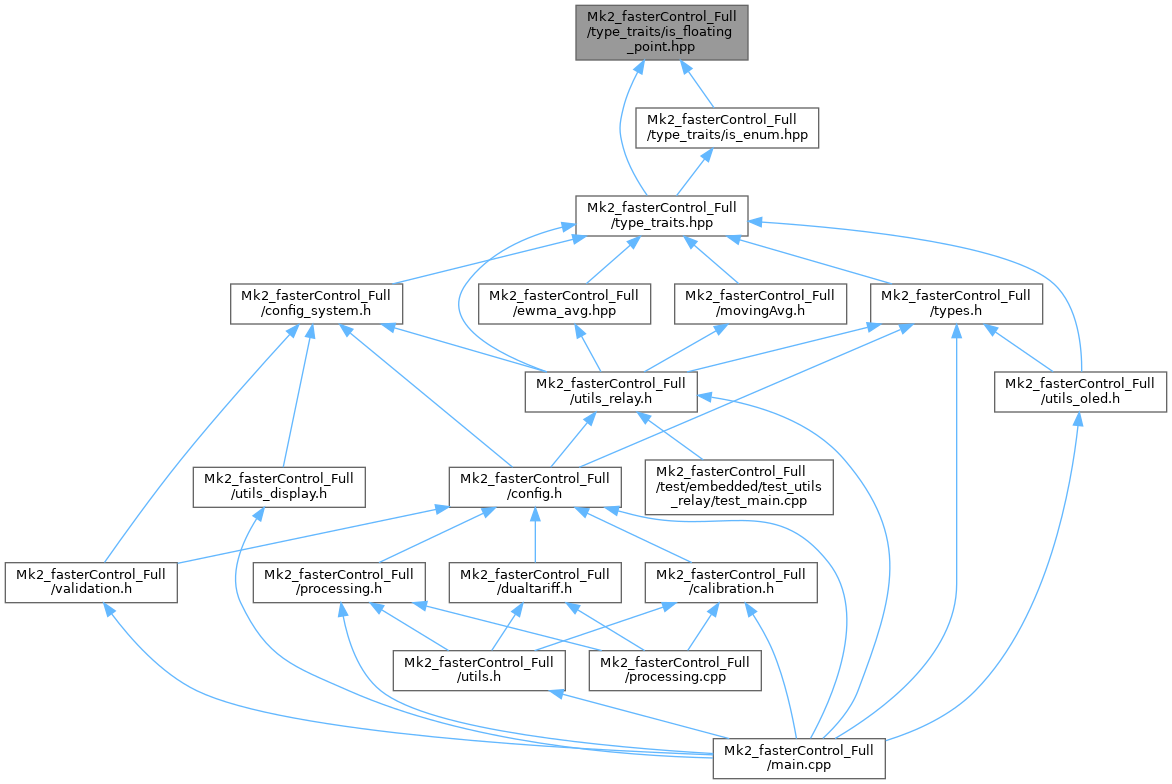 Mk2_fasterControl_Full
/type_traits/is_floating
_point.hpp
Mk2_fasterControl_Full
/type_traits/is_enum.hpp
Mk2_fasterControl_Full
/type_traits.hpp
Mk2_fasterControl_Full
/config_system.h
Mk2_fasterControl_Full
/ewma_avg.hpp
Mk2_fasterControl_Full
/movingAvg.h
Mk2_fasterControl_Full
/types.h
Mk2_fasterControl_Full
/utils_relay.h
Mk2_fasterControl_Full
/utils_oled.h
Mk2_fasterControl_Full
/utils_display.h
Mk2_fasterControl_Full
/config.h
Mk2_fasterControl_Full
/test/embedded/test_utils
_relay/test_main.cpp
Mk2_fasterControl_Full
/validation.h
Mk2_fasterControl_Full
/processing.h
Mk2_fasterControl_Full
/dualtariff.h
Mk2_fasterControl_Full
/calibration.h
Mk2_fasterControl_Full
/utils.h
Mk2_fasterControl_Full
/processing.cpp
Mk2_fasterControl_Full
/main.cpp